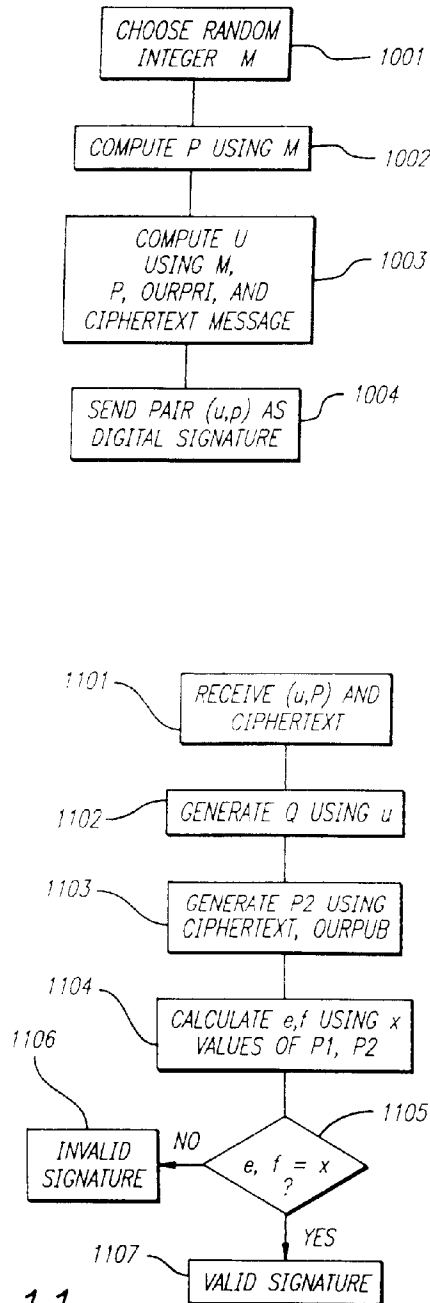 CHOOSE RANDOM
INTEGER M
1001
COMPUTE P USING M
1002
COMPUTE U
USING M,
P, OURPRI, AND
CIPHERTEXT MESSAGE
1003
SEND PAIR (u,p) AS
DIGITAL SIGNATURE
1004
1101
RECEIVE (u,P) AND
CIPHERTEXT
1102
GENERATE Q USING u
1103
GENERATE P2 USING
CIPHERTEXT, OURPUB
1104
CALCULATE e,f USING x
VALUES OF P1, P2
1105
e, f = x
?
NO
1106
INVALID
SIGNATURE
YES
1107
VALID SIGNATURE